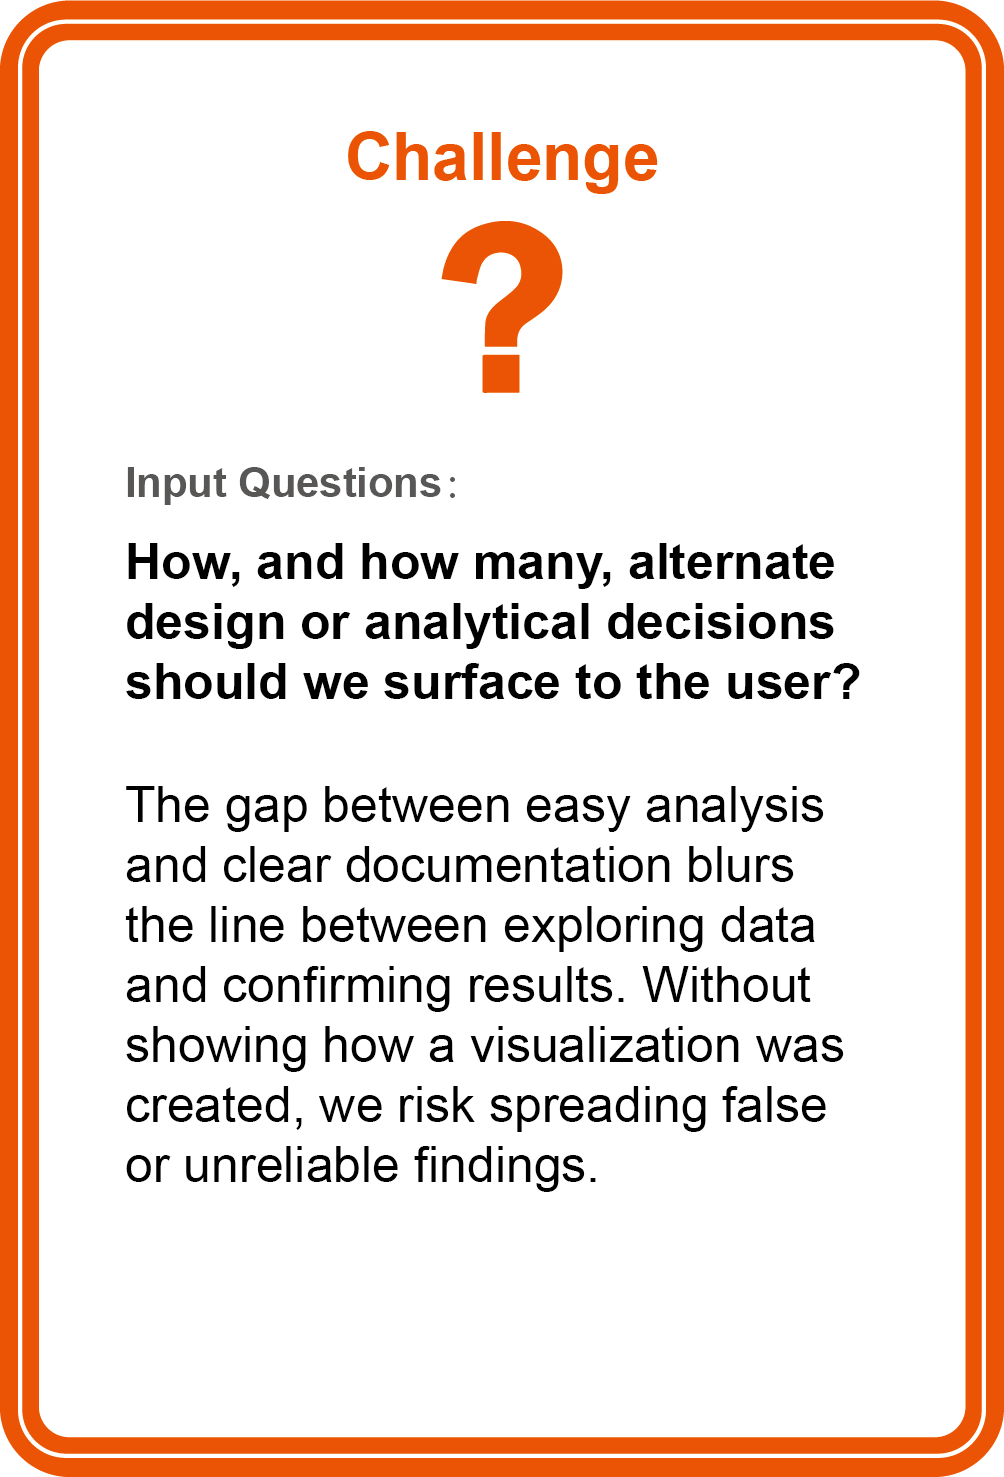 Challenge
?
Input Questions:
How, and how many, alternate
design or analytical decisions
should we surface to the user?
The gap between easy analysis
and clear documentation blurs
the line between exploring data
and confirming results. Without
showing how a visualization was
created, we risk spreading false
or unreliable findings.